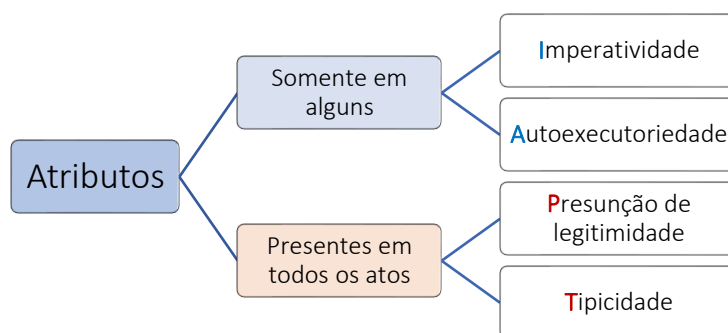 Atributos
Somente em
alguns
Imperatividade
Autoexecutoriedade
Presentes em
todos os atos
Presunção de
legitimidade
Tipicidade